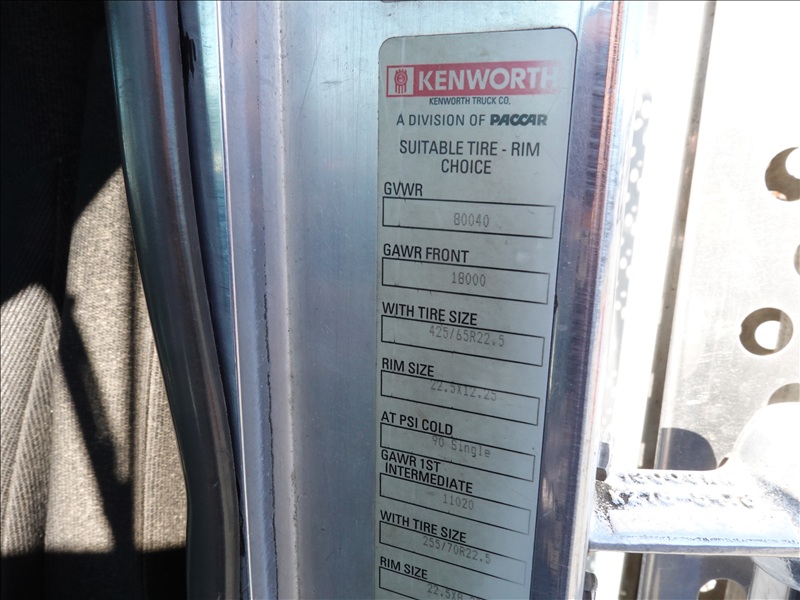 KENWORTH
KENWORTH TRUCK CO.
A DIVISION OF PACCAR
SUITABLE TIRE - RIM
CHOICE
GVWR
80040
GAWR FRONT
18000
WITH TIRE SIZE
425/65R22.5
RIM SIZE
22.5x12.25
AT PSI COLD
90 Single
GAWR 1ST
INTERMEDIATE
11020
WITH TIRE SIZE
255/70R22.5
RIM SIZE